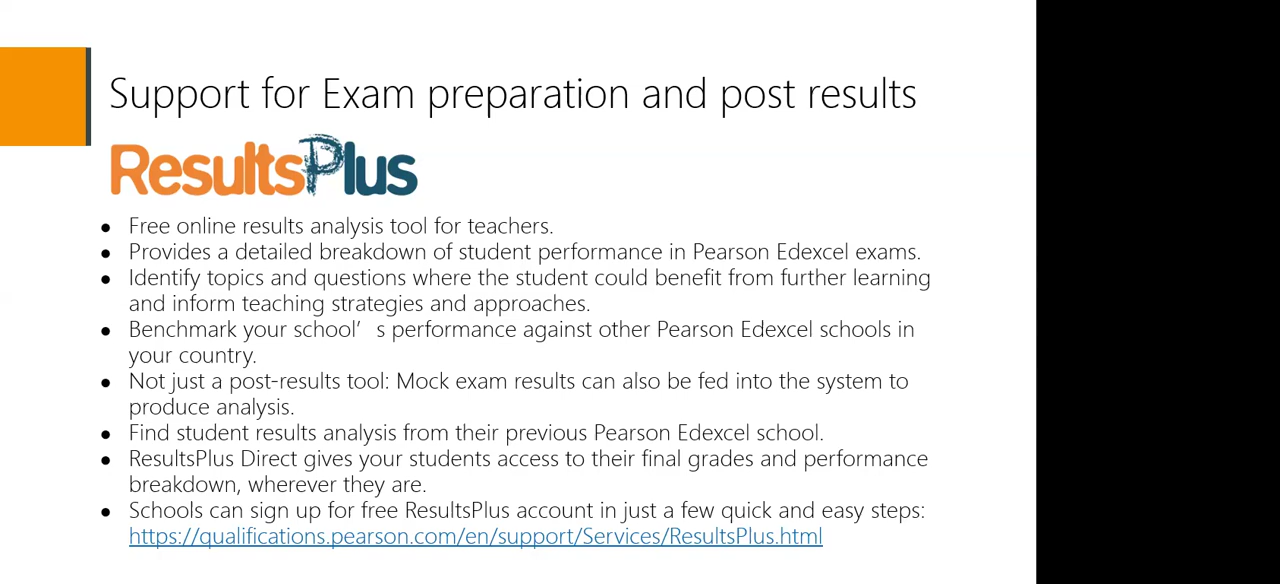 Support for Exam preparation and post results
ResultsPlus
● Free online results analysis tool for teachers.
● Provides a detailed breakdown of student performance in Pearson Edexcel exams.
● Identify topics and questions where the student could benefit from further learning
and inform teaching strategies and approaches.
● Benchmark your school’s performance against other Pearson Edexcel schools in
your country.
● Not just a post-results tool: Mock exam results can also be fed into the system to
produce analysis.
● Find student results analysis from their previous Pearson Edexcel school.
● ResultsPlus Direct gives your students access to their final grades and performance
breakdown, wherever they are.
● Schools can sign up for free ResultsPlus account in just a few quick and easy steps:
https://qualifications.pearson.com/en/support/Services/ResultsPlus.html